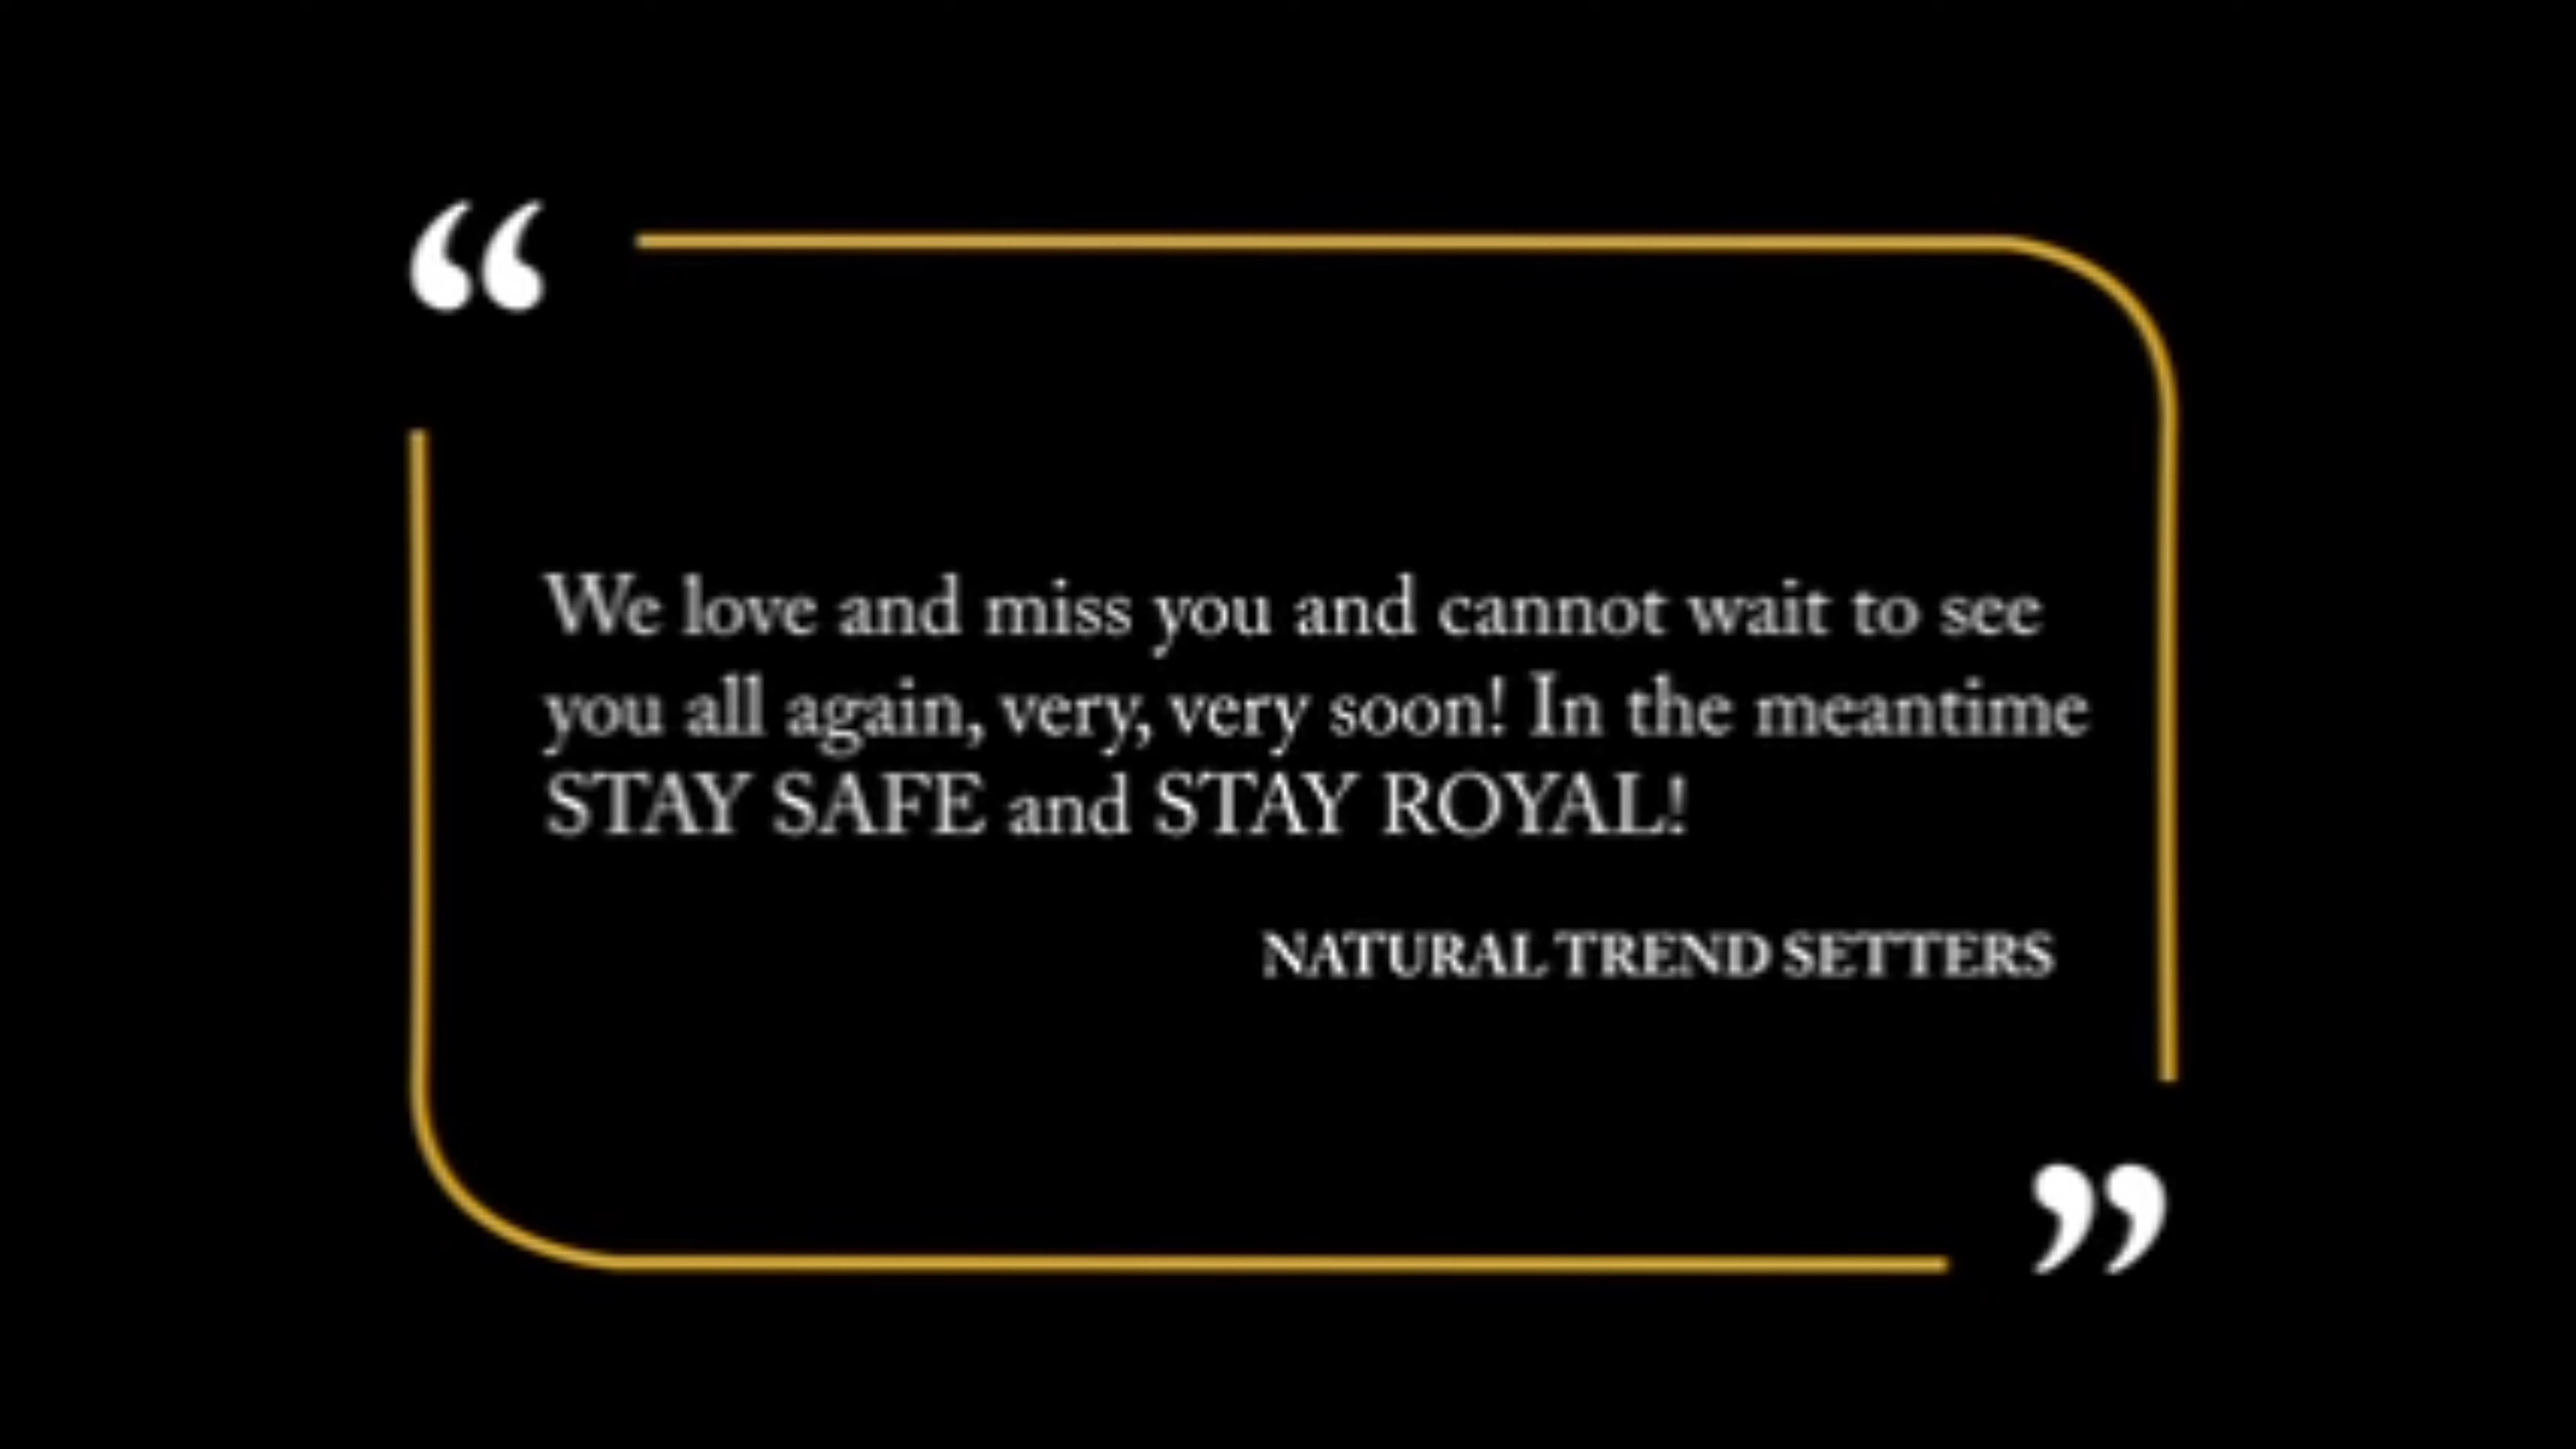 “
We love and miss you and cannot wait to see
you all again, very, very soon! In the meantime
STAY SAFE and STAY ROYAL!
NATURAL TREND SETTERS
”